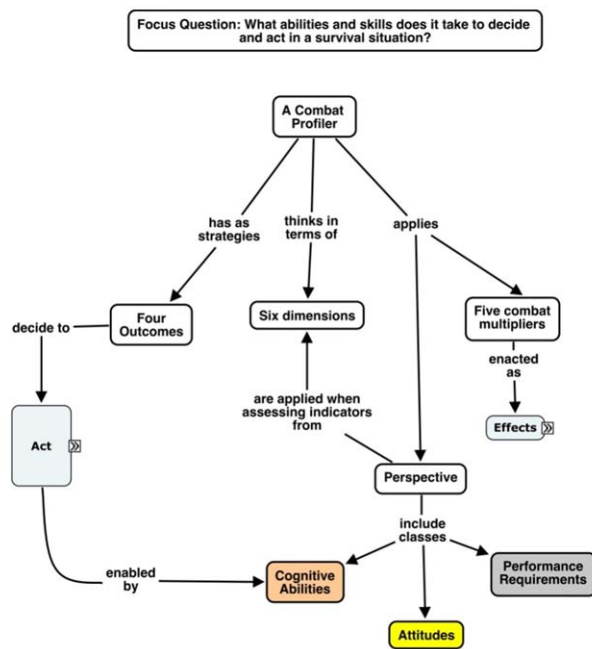 Focus Question: What abilities and skills does it take to decide
and act in a survival situation?
A Combat
Profiler
has as
strategies
thinks in
terms of
applies
decide to
Four
Outcomes
Six dimensions
Five combat
multipliers
enacted
as
are applied when
assessing indicators
from
Act
Effects
Perspective
include
classes
enabled
by
Cognitive
Abilities
Performance
Requirements
Attitudes